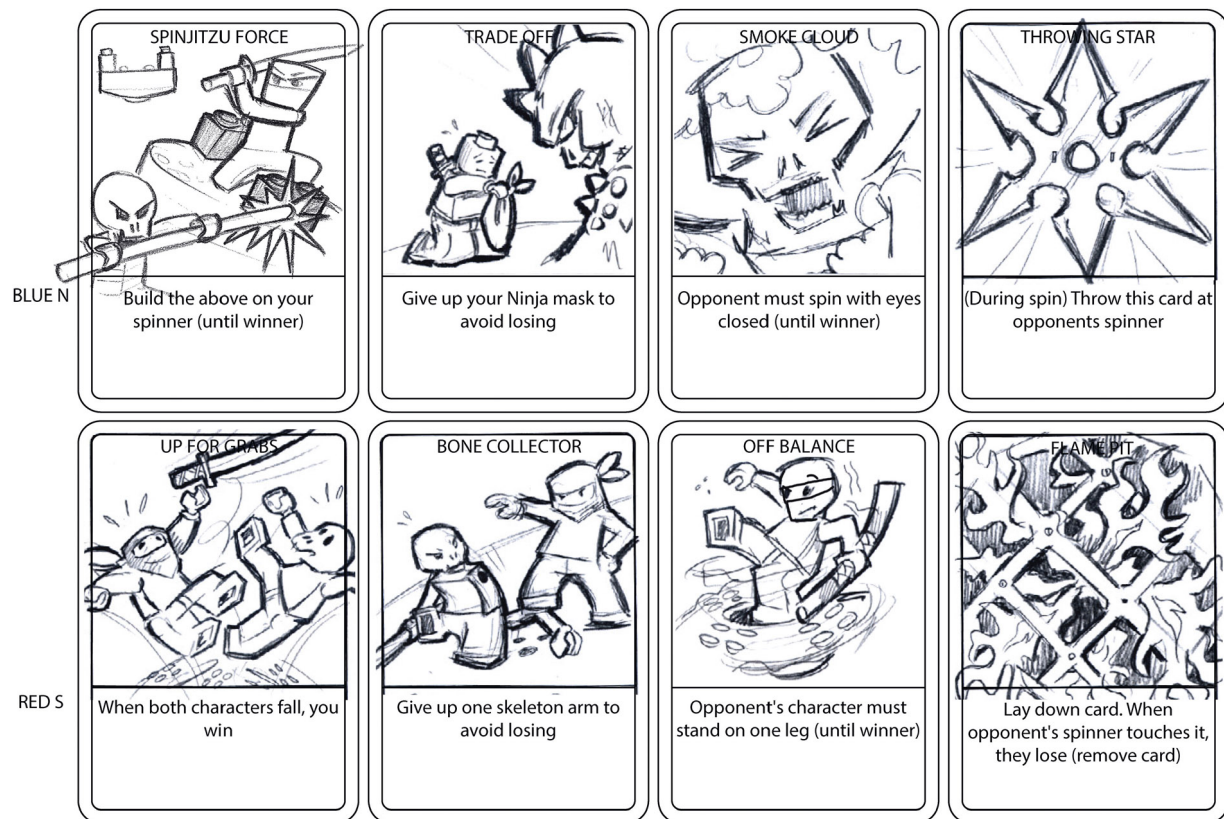 SPINJITZU FORCE
TRADE OFF
SMOKE CLOUD
THROWING STAR
BLUE N
Build the above on your
spinner (until winner)
Give up your Ninja mask to
avoid losing
Opponent must spin with eyes
closed (until winner)
(During spin) Throw this card at
opponents spinner
UP FOR GRABS
BONE COLLECTOR
OFF BALANCE
FLAME PIT
RED S
When both characters fall, you
win
Give up one skeleton arm to
avoid losing
Opponent's character must
stand on one leg (until winner)
Lay down card. When
opponent's spinner touches it,
they lose (remove card)